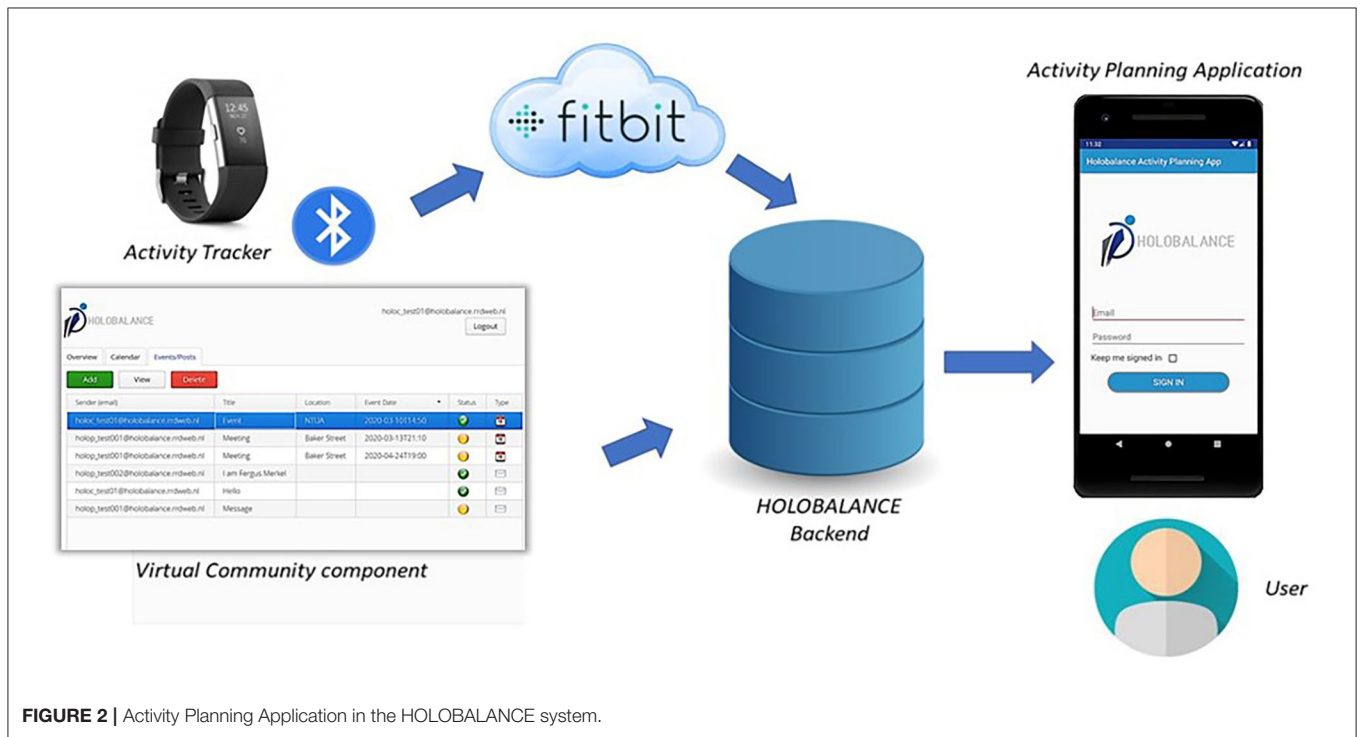 Activity Planning Application
fitbit
12:45
Activity Tracker
HOLOBALANCE
holoc_test01@holobalance.rrdweb.nl
Logout
Overview Calendar Events/Posts
Add View Delete
Sender (email) Title Location Event Date Status Type
holoc_test01@holobalance.rrdweb.nl Event NTUA 2020-03-10T14:50
holop_test001@holobalance.rrdweb.nl Meeting Baker Street 2020-03-13T21:10
holop_test001@holobalance.rrdweb.nl Meeting Baker Street 2020-04-24T19:00
holop_test002@holobalance.rrdweb.nl I am Fergus Merkel
holoc_test01@holobalance.rrdweb.nl Hello
holop_test001@holobalance.rrdweb.nl Message
Virtual Community component
HOLOBALANCE
Backend
11:32
Holobalance Activity Planning App
HOLOBALANCE
Email
Password
Keep me signed in
SIGN IN
User
FIGURE 2 | Activity Planning Application in the HOLOBALANCE system.